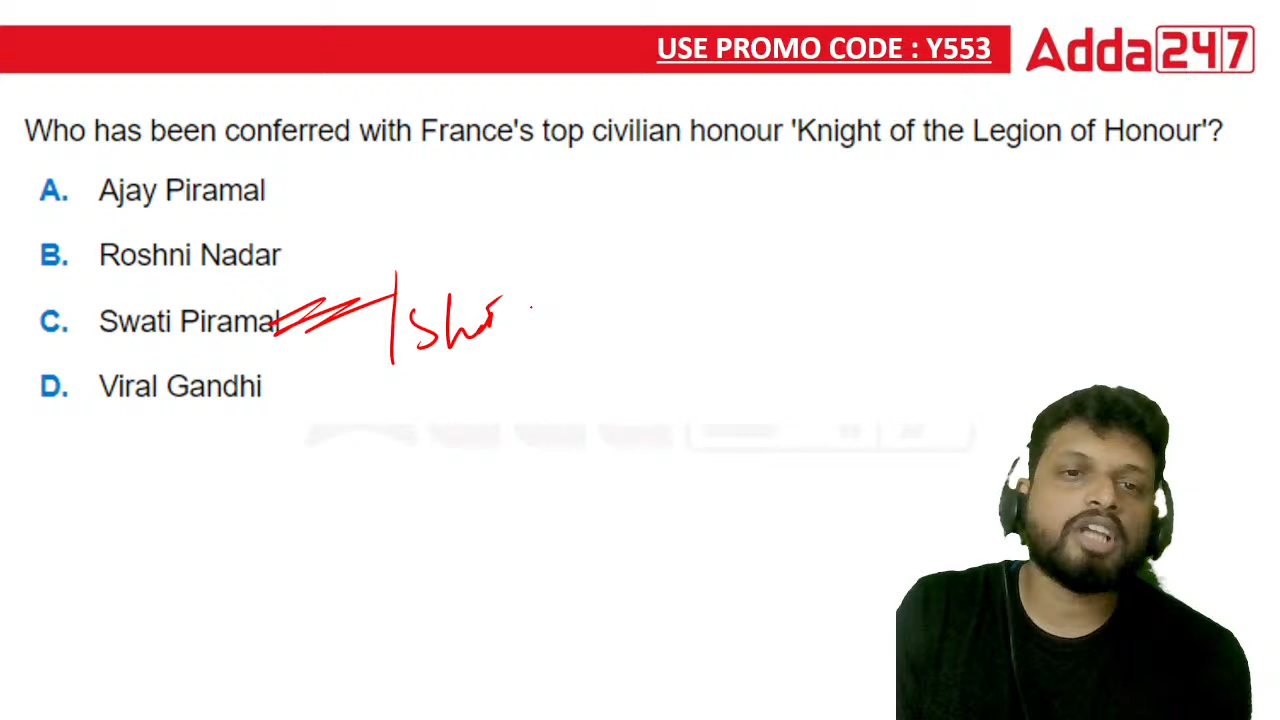 USE PROMO CODE : Y553
Adda247
Who has been conferred with France's top civilian honour 'Knight of the Legion of Honour'?
A. Ajay Piramal
B. Roshni Nadar
C. Swati Piramal
D. Viral Gandhi